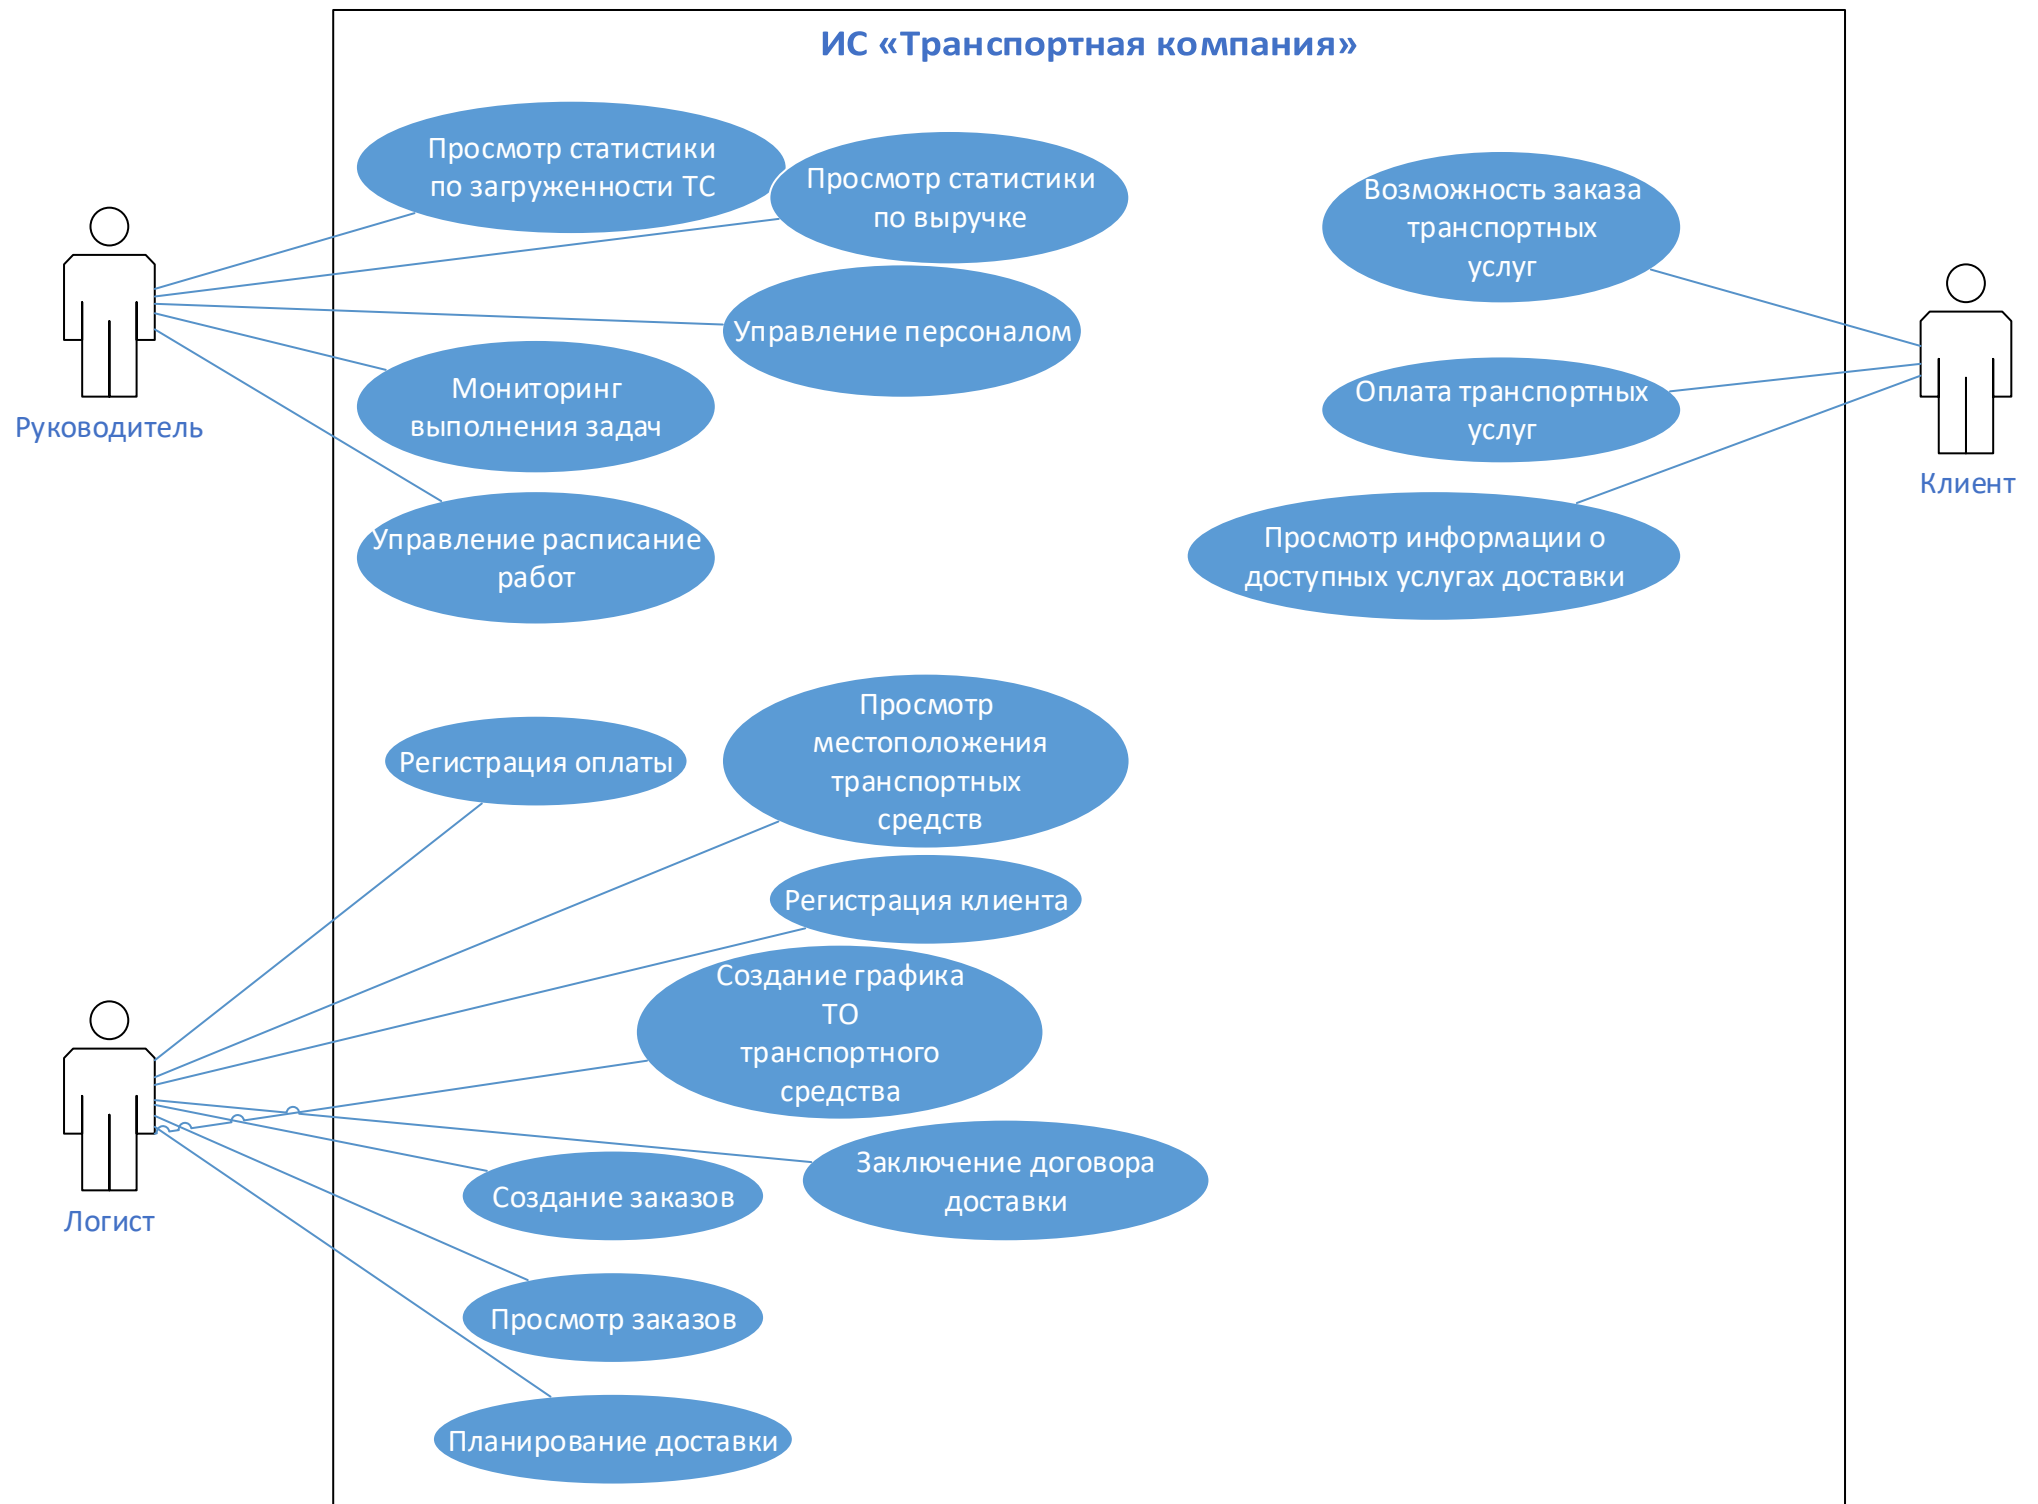 ИС «Транспортная компания»
Просмотр статистики
по загруженности ТС
Просмотр статистики
по выручке
Управление персоналом
Мониторинг
выполнения задач
Управление расписание
работ
Руководитель
Возможность заказа
транспортных
услуг
Оплата транспортных
услуг
Просмотр информации о
доступных услугах доставки
Клиент
Регистрация оплаты
Просмотр
местоположения
транспортных
средств
Регистрация клиента
Создание графика
ТО
транспортного
средства
Заключение договора
доставки
Создание заказов
Просмотр заказов
Планирование доставки
Логист